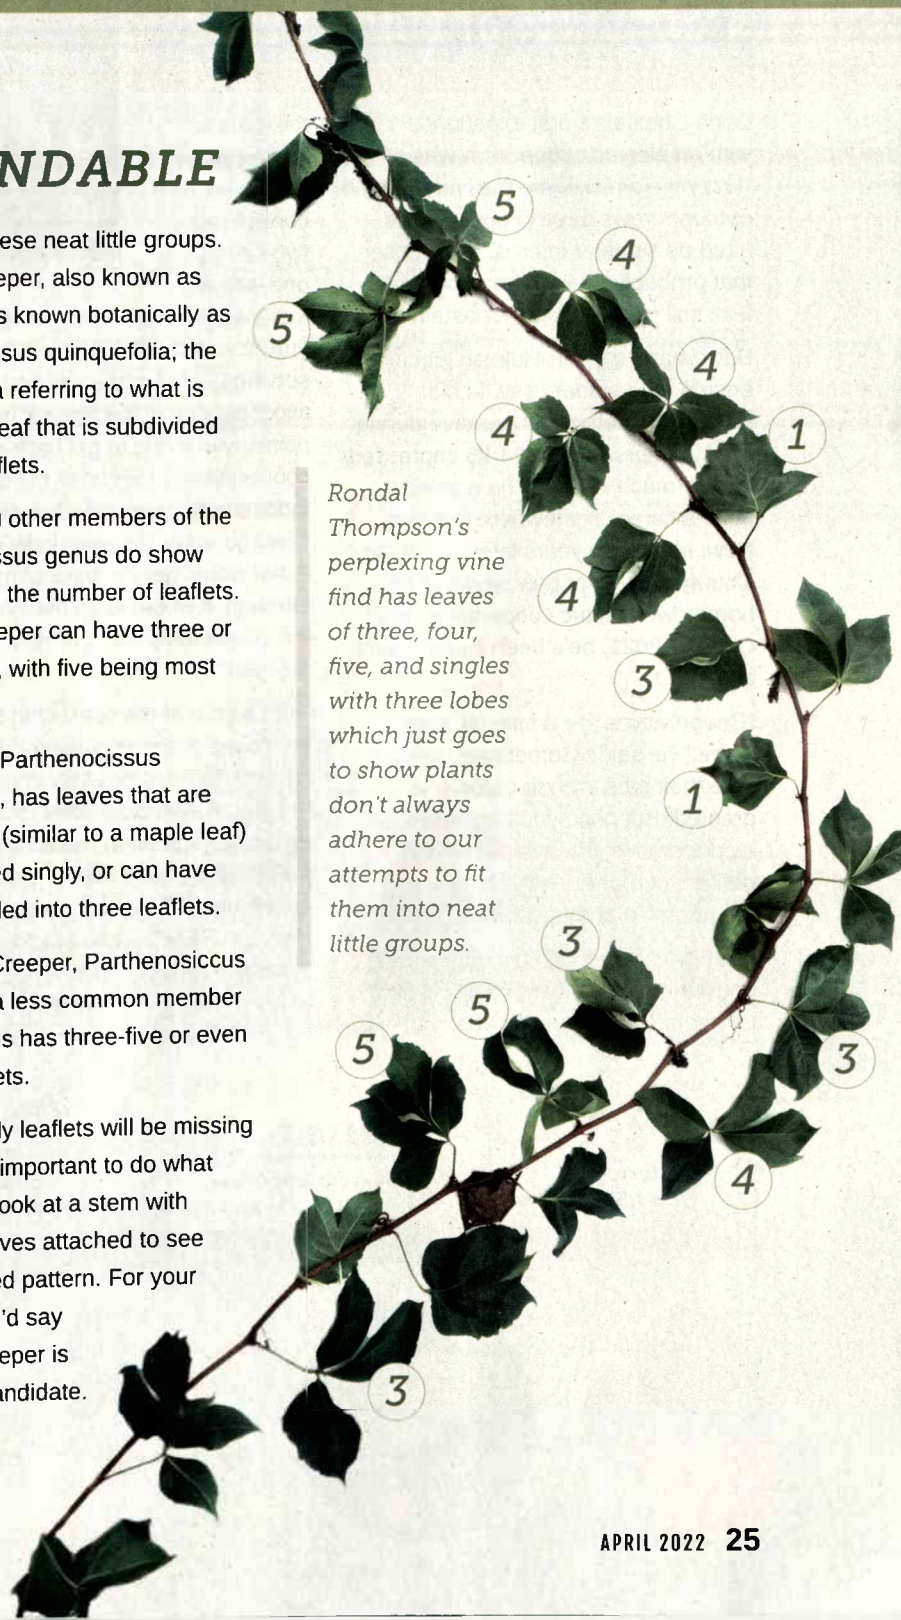 NDABLE
ese neat little groups.
eper, also known as
s known botanically as
sus quinquefolia; the
a referring to what is
eaf that is subdivided
flets.
other members of the
ssus genus do show
the number of leaflets.
eper can have three or
, with five being most
Parthenocissus
, has leaves that are
(similar to a maple leaf)
d singly, or can have
led into three leaflets.
Creeper, Parthenosiccus
a less common member
s has three-five or even
ets.
ly leaflets will be missing
important to do what
ook at a stem with
ves attached to see
ed pattern. For your
'd say
eper is
andidate.
Rondal
Thompson's
perplexing vine
find has leaves
of three, four,
five, and singles
with three lobes
which just goes
to show plants
don't always
adhere to our
attempts to fit
them into neat
little groups.
5
4
5
4
4
1
4
3
1
3
5
5
3
4
3
APRIL 2022 25